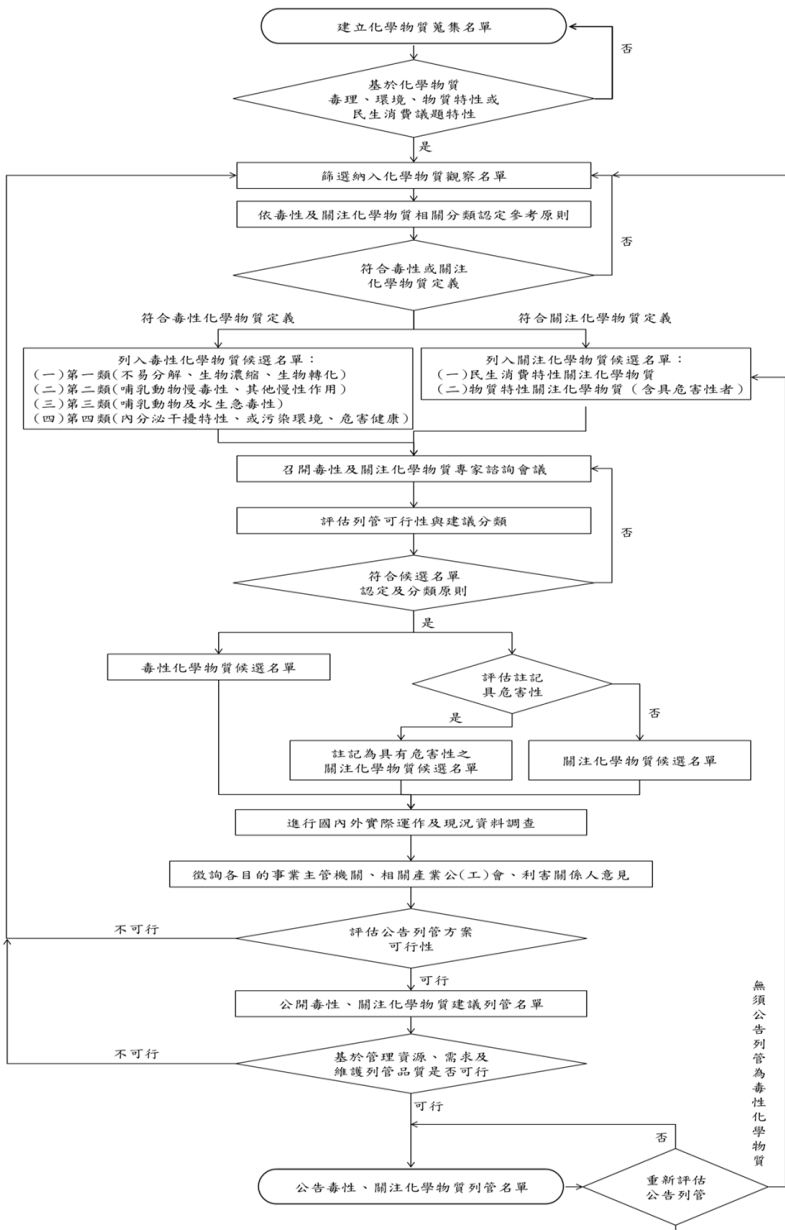 建立化學物質蒐集名單
否
基於化學物質
毒理、環境、物質特性或
民生消費議題特性
是
篩選納入化學物質觀察名單
依毒性及關注化學物質相關分類認定參考原則
否
符合毒性或關注
化學物質定義
符合毒性化學物質定義
符合關注化學物質定義
列入毒性化學物質候選名單：
(一)第一類(不易分解、生物濃縮、生物轉化)
(二)第二類(哺乳動物慢毒性、其他慢性作用)
(三)第三類(哺乳動物及水生急毒性)
(四)第四類(內分泌干擾特性、或污染環境、危害健康)
列入關注化學物質候選名單：
(一)民生消費特性關注化學物質
(二)物質特性關注化學物質(含具危害性者)
召開毒性及關注化學物質專家諮詢會議
評估列管可行性與建議分類
否
符合候選名單
認定及分類原則
是
毒性化學物質候選名單
評估註記
具危害性
是
否
註記為具有危害性之
關注化學物質候選名單
關注化學物質候選名單
進行國內外實際運作及現況資料調查
徵詢各目的事業主管機關、相關產業公(工)會、利害關係人意見
不可行
評估公告列管方案
可行性
可行
公開毒性、關注化學物質建議列管名單
不可行
基於管理資源、需求及
維護列管品質是否可行
可行
無須公告列管為毒性化學物質
否
公告毒性、關注化學物質列管名單
重新評估
公告列管